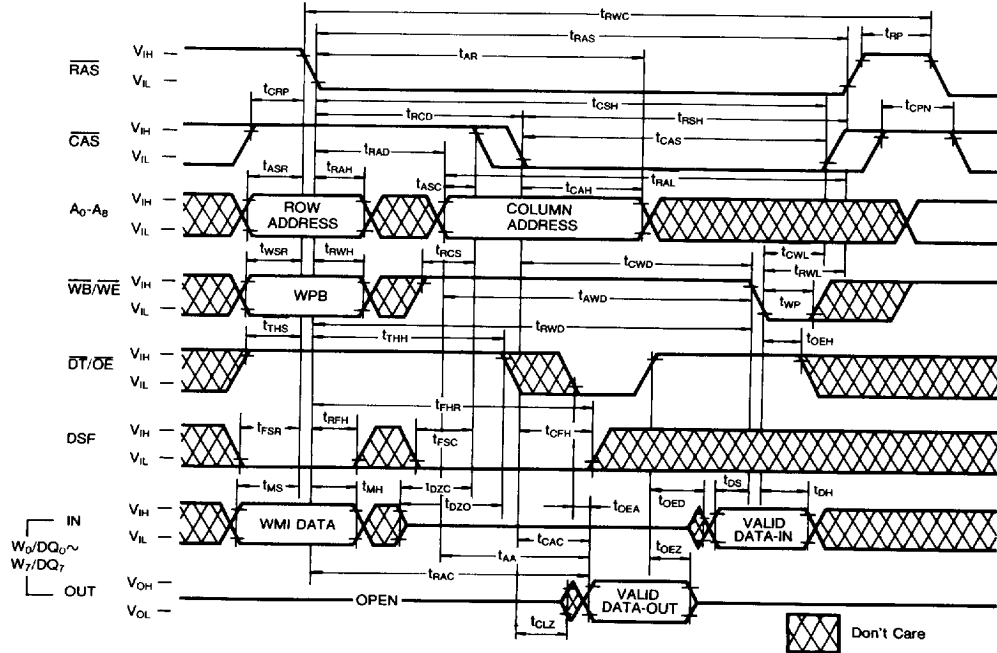 tRWC
tRAS
tRP
tAR
RAS
VIH
VIL
tCRP
tCSH
tRCD
tRSH
tCPN
CAS
VIH
VIL
tRAD
tCAS
tASR
tRAH
tASC
tCAH
tRAL
A0-A8
VIH
VIL
ROW
ADDRESS
COLUMN
ADDRESS
tWSR
tRWH
tRCS
tCWD
tCWL
tRWL
WB/WE
VIH
VIL
WPB
tAWD
tWP
tRWD
tTHS
tTHH
tOEH
DT/OE
VIH
VIL
tFHR
DSF
VIH
VIL
tFSR
tRFH
tFSC
tCFH
tMS
tMH
tDZC
tDZO
tOEA
tOED
tDS
tDH
IN
VIH
VIL
WMI DATA
VALID
DATA-IN
W0/DQ0~
W7/DQ7
tCAC
tAA
tOEZ
tRAC
OUT
VOH
VOL
OPEN
VALID
DATA-OUT
tCLZ
Don't Care